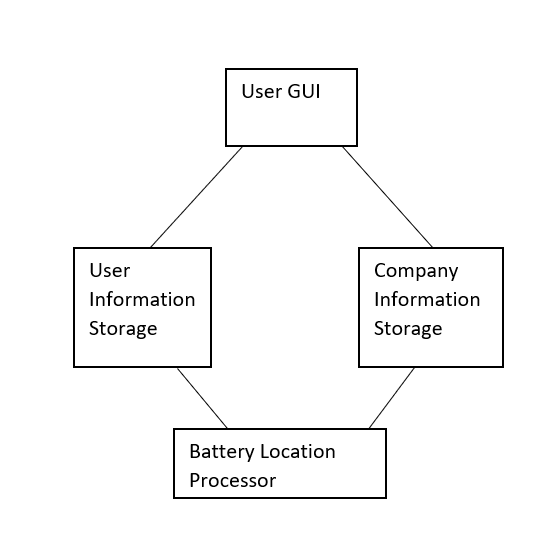 User GUI
User
Information
Storage
Company
Information
Storage
Battery Location
Processor